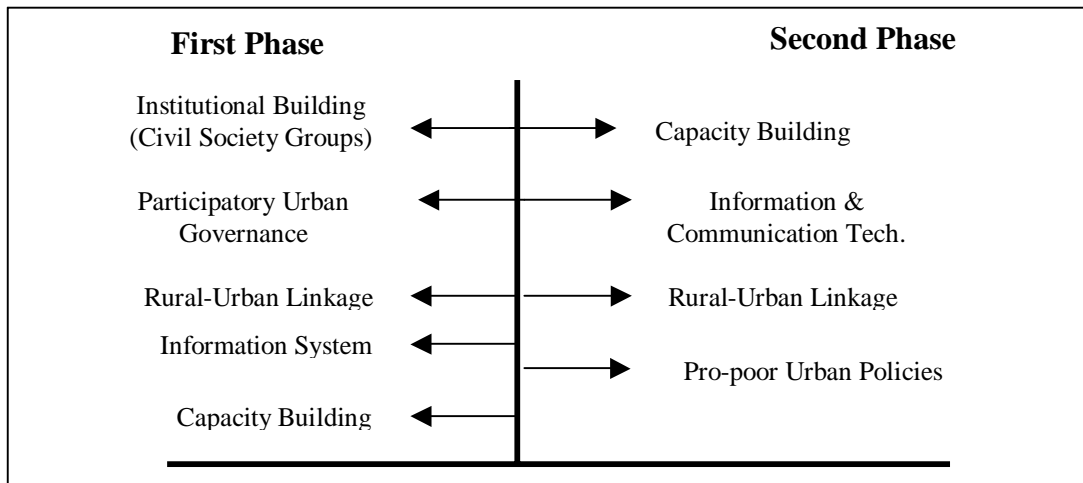 First Phase
Institutional Building
(Civil Society Groups)
Participatory Urban
Governance
Rural-Urban Linkage
Information System
Capacity Building
Second Phase
Capacity Building
Information &
Communication Tech.
Rural-Urban Linkage
Pro-poor Urban Policies